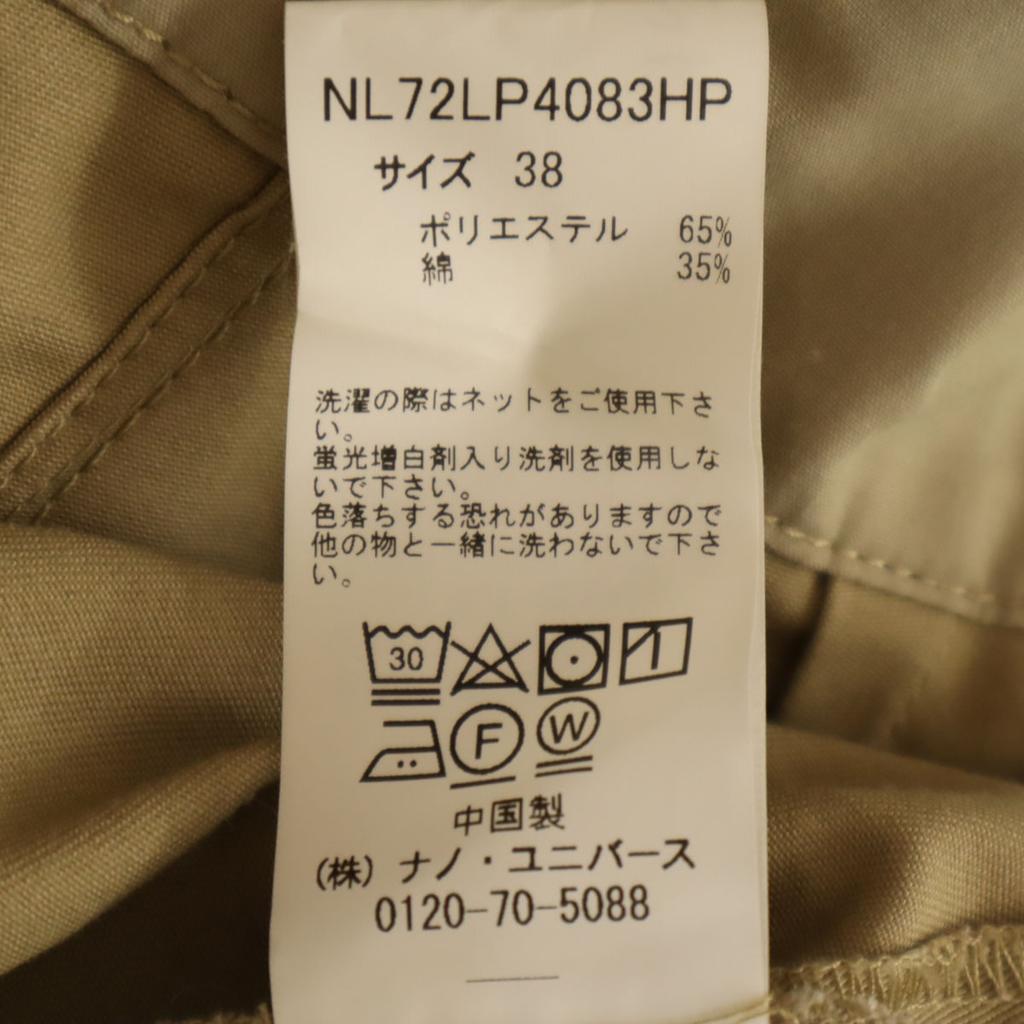 NL72LP4083HP
サイズ 38
ポリエステル 65%
綿 35%
洗濯の際はネットをご使用下さ
い。
蛍光増白剤入り洗剤を使用しな
いで下さい。
色落ちする恐れがありますので
他の物と一緒に洗わないで下さ
い。
30
F W
中国製
(株) ナノ・ユニバース
0120-70-5088